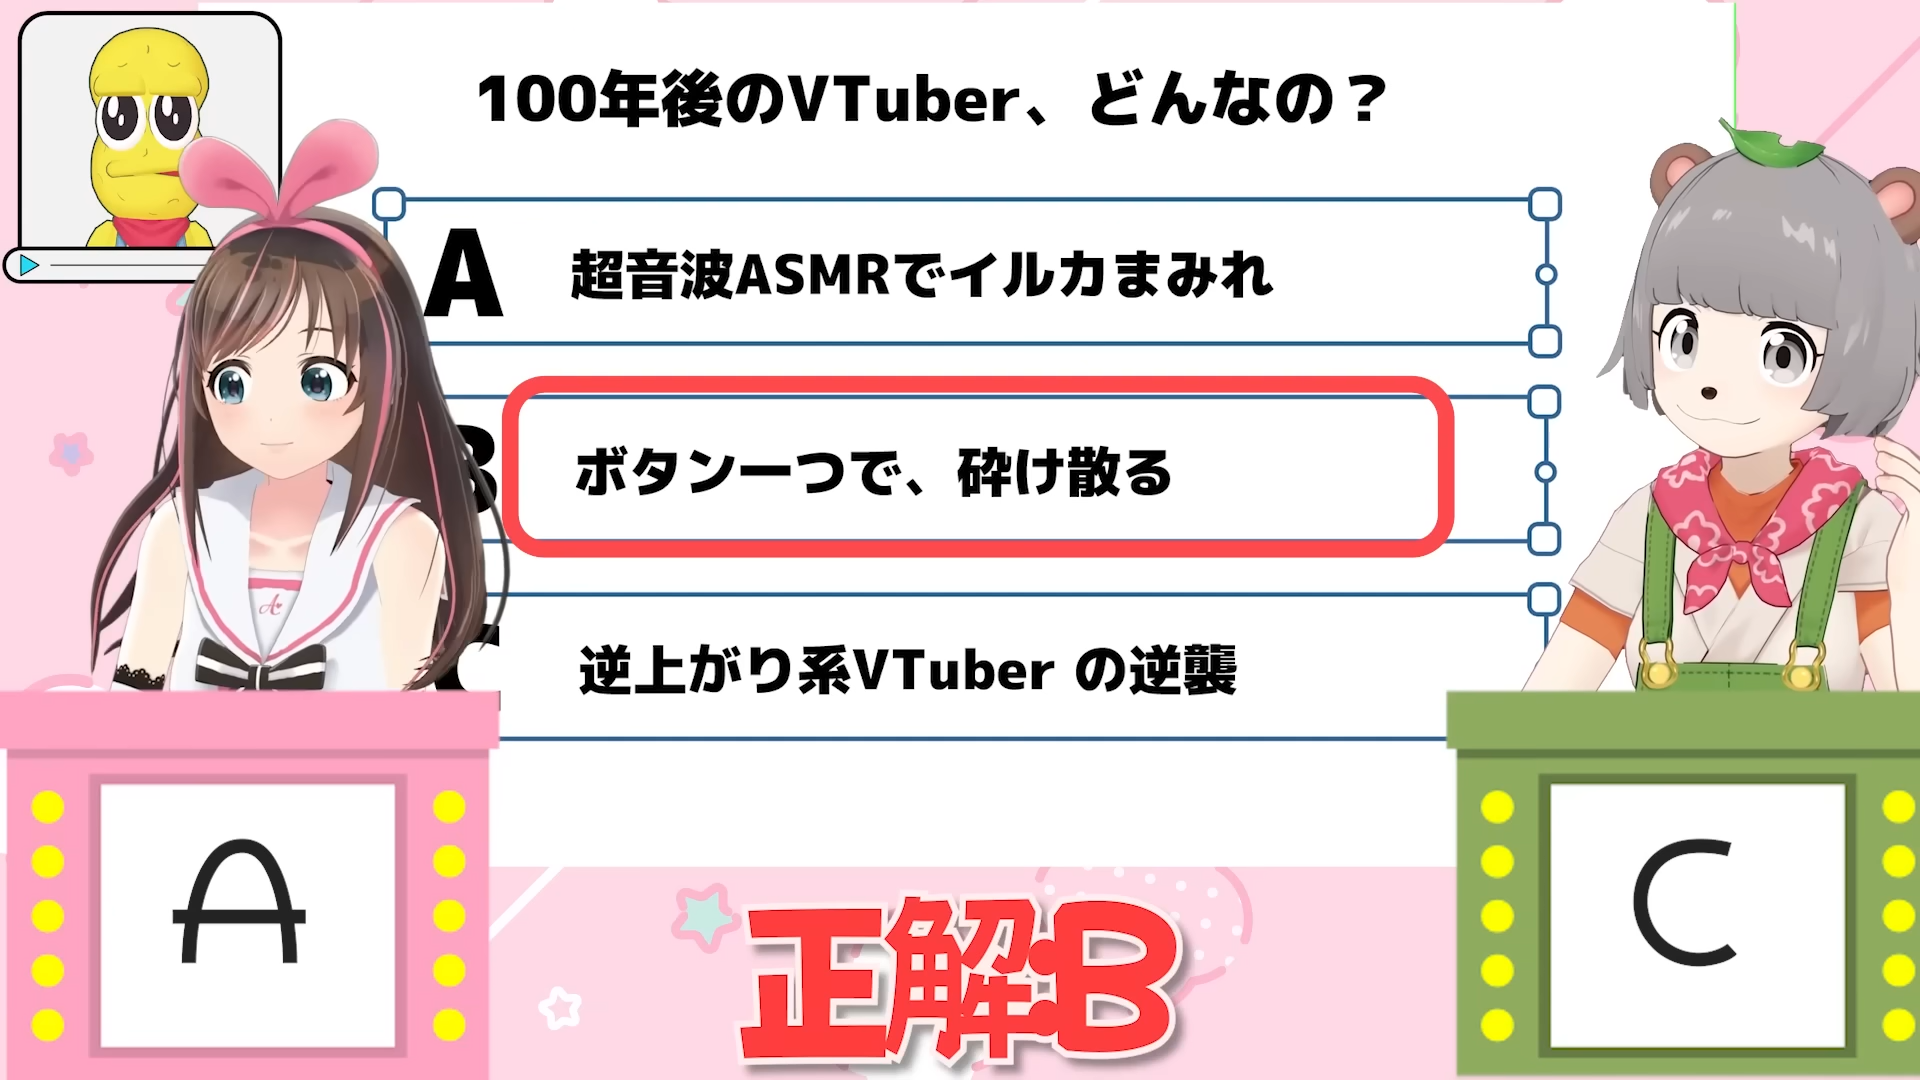 100年後のVTuber、どんなの？
A 超音波ASMRでイルカまみれ
B ボタン一つで、砕け散る
C 逆上がり系VTuber の逆襲
A
A
C
正解:B